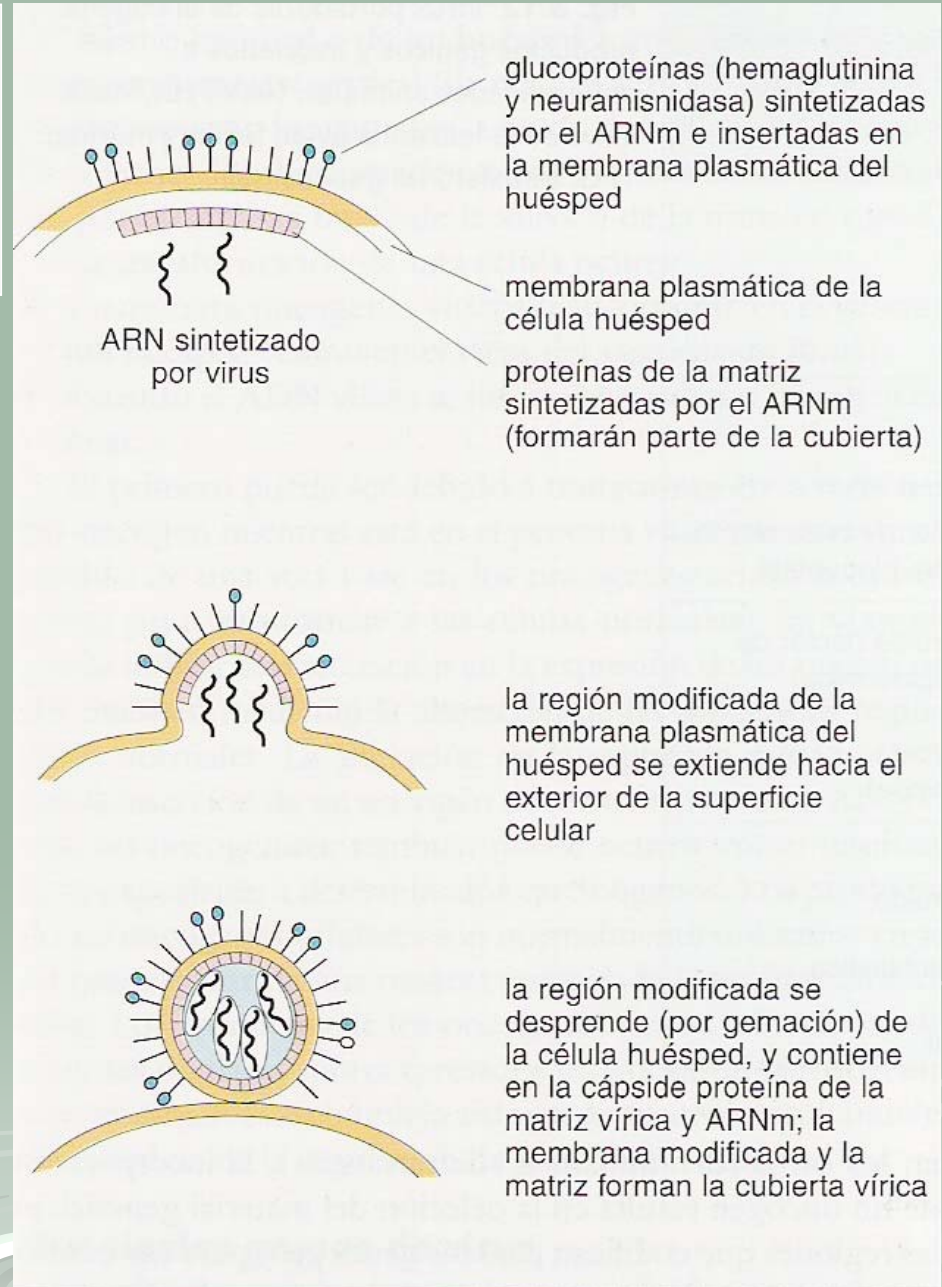 glucoproteínas (hemaglutinina
y neuramisnidasa) sintetizadas
por el ARNm e insertadas en
la membrana plasmática del
huésped
membrana plasmática de la
célula huésped
ARN sintetizado
por virus
proteínas de la matriz
sintetizadas por el ARNm
(formarán parte de la cubierta)
la región modificada de la
membrana plasmática del
huésped se extiende hacia el
exterior de la superficie
celular
la región modificada se
desprende (por gemación) de
la célula huésped, y contiene
en la cápside proteína de la
matriz vírica y ARNm; la
membrana modificada y la
matriz forman la cubierta vírica